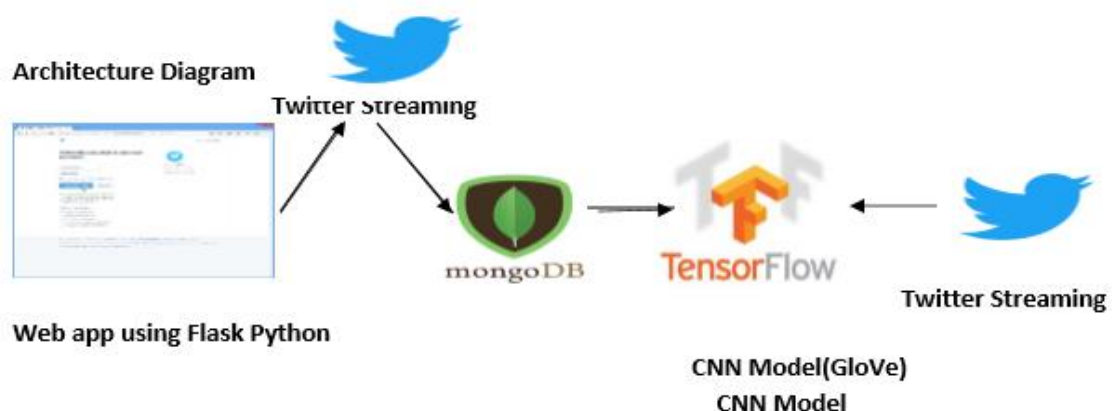 Architecture Diagram
Twitter Streaming
mongoDB
TensorFlow
Twitter Streaming
Web app using Flask Python
CNN Model(GloVe)
CNN Model